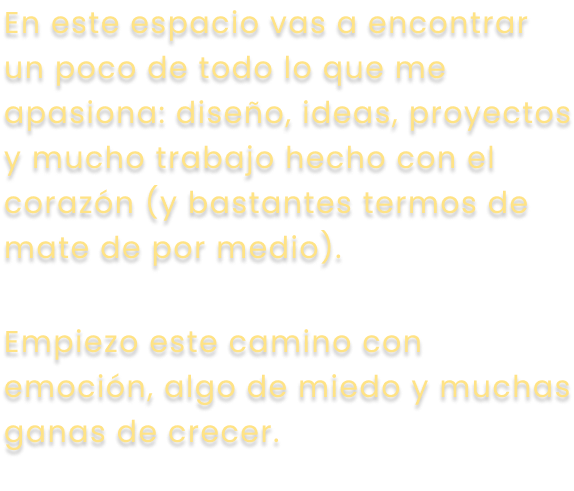 En este espacio vas a encontrar
un poco de todo lo que me
apasiona: diseño, ideas, proyectos
y mucho trabajo hecho con el
corazón (y bastantes termos de
mate de por medio).
Empiezo este camino con
emoción, algo de miedo y muchas
ganas de crecer.